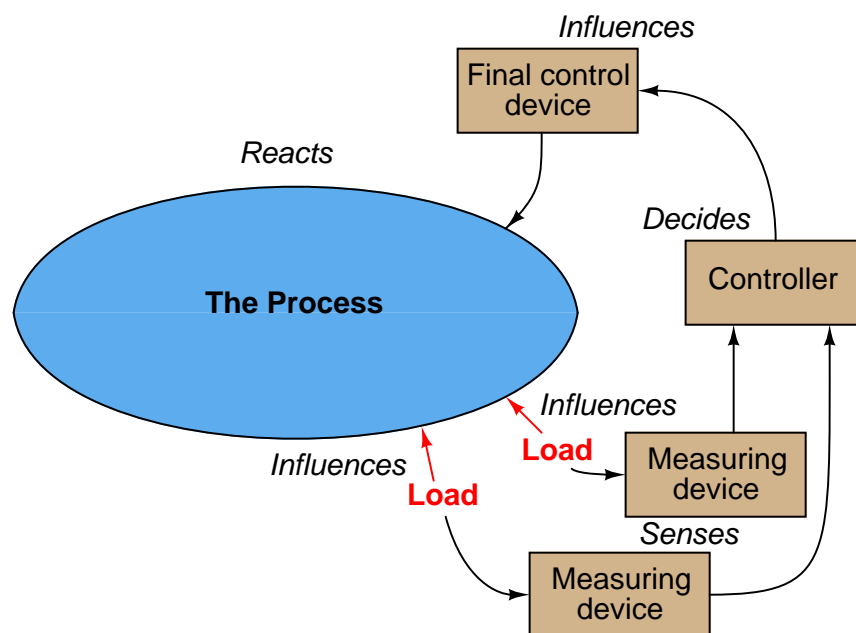 Influences
Final control
device
Reacts
Decides
Controller
The Process
Influences
Load
Measuring
device
Influences
Load
Senses
Measuring
device